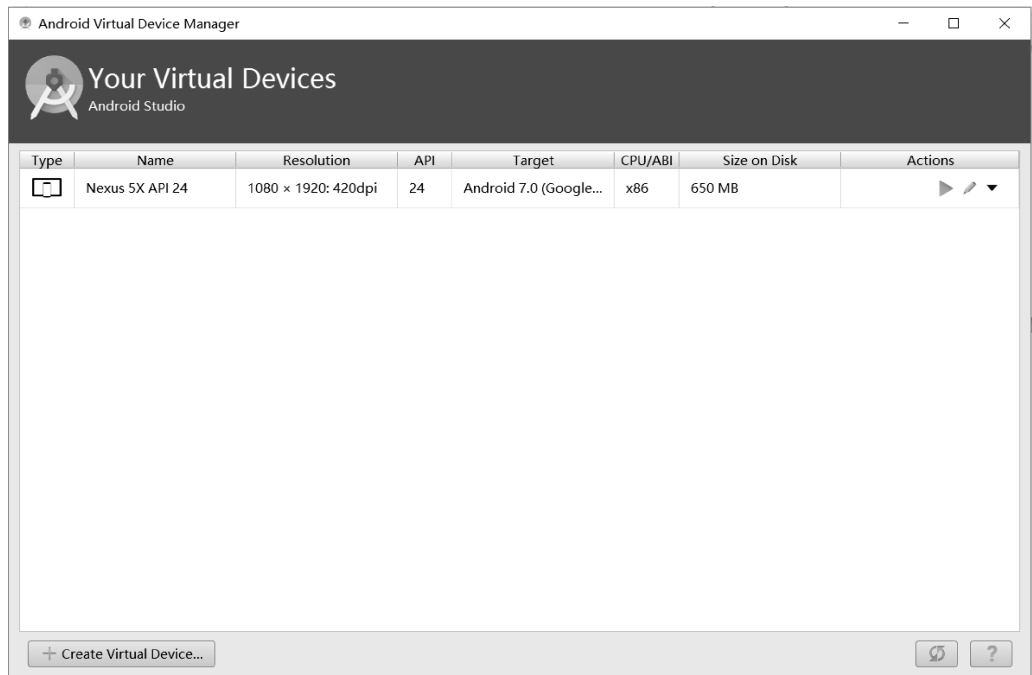 Android Virtual Device Manager
Your Virtual Devices
Android Studio
Type Name Resolution API Target CPU/ABI Size on Disk Actions
Nexus 5X API 24 1080 × 1920: 420dpi 24 Android 7.0 (Google... x86 650 MB
+ Create Virtual Device... ?